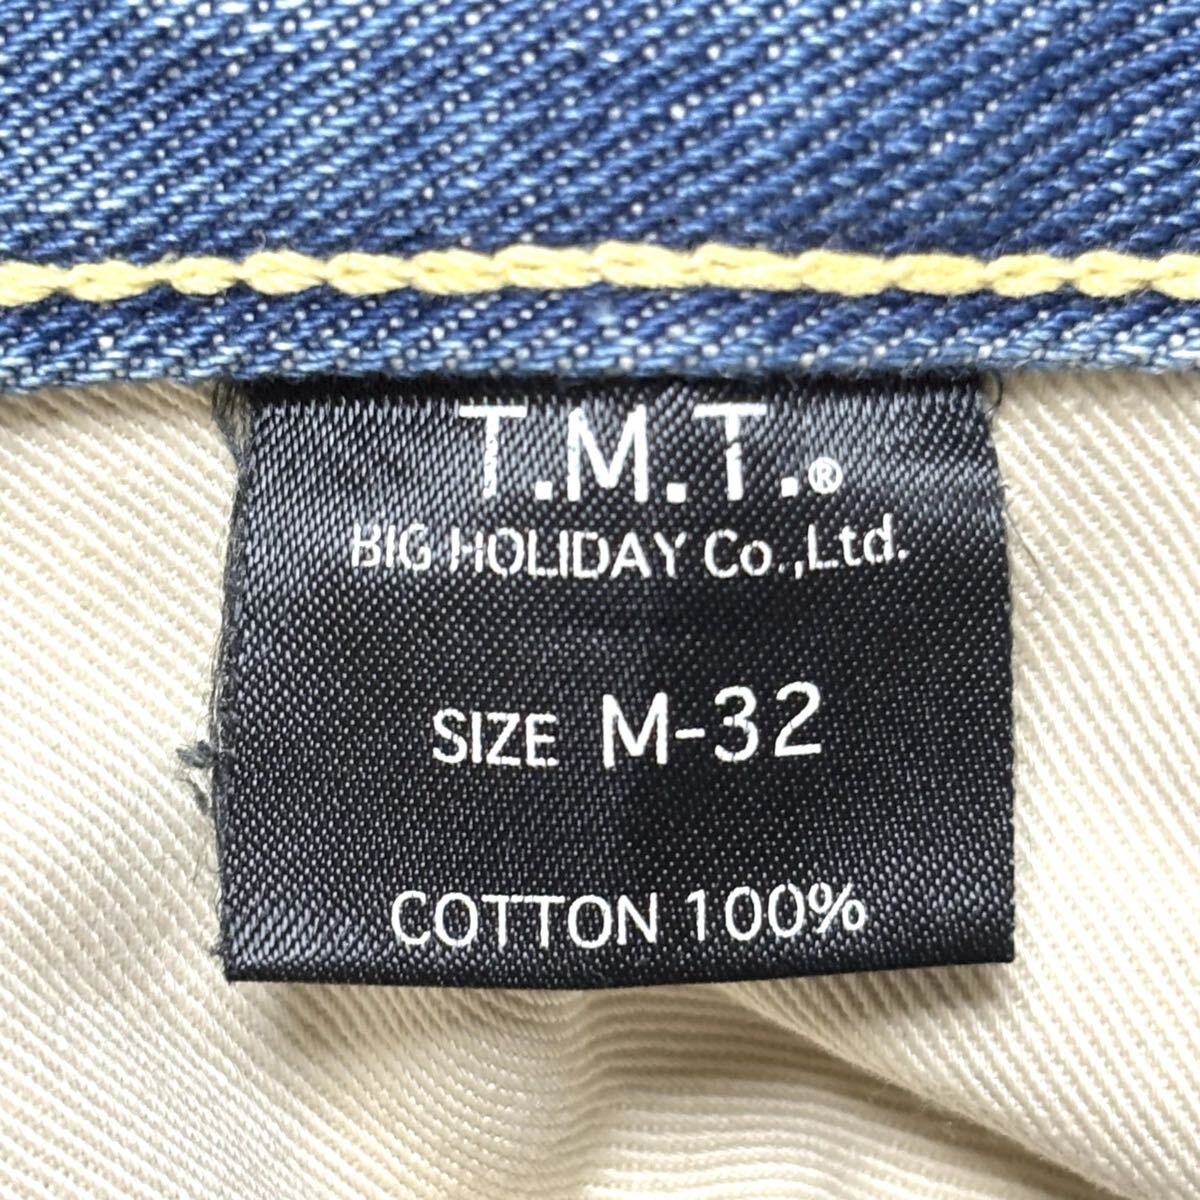 T.M.T.®
BIG HOLIDAY Co.,Ltd.
SIZE M-32
COTTON 100%